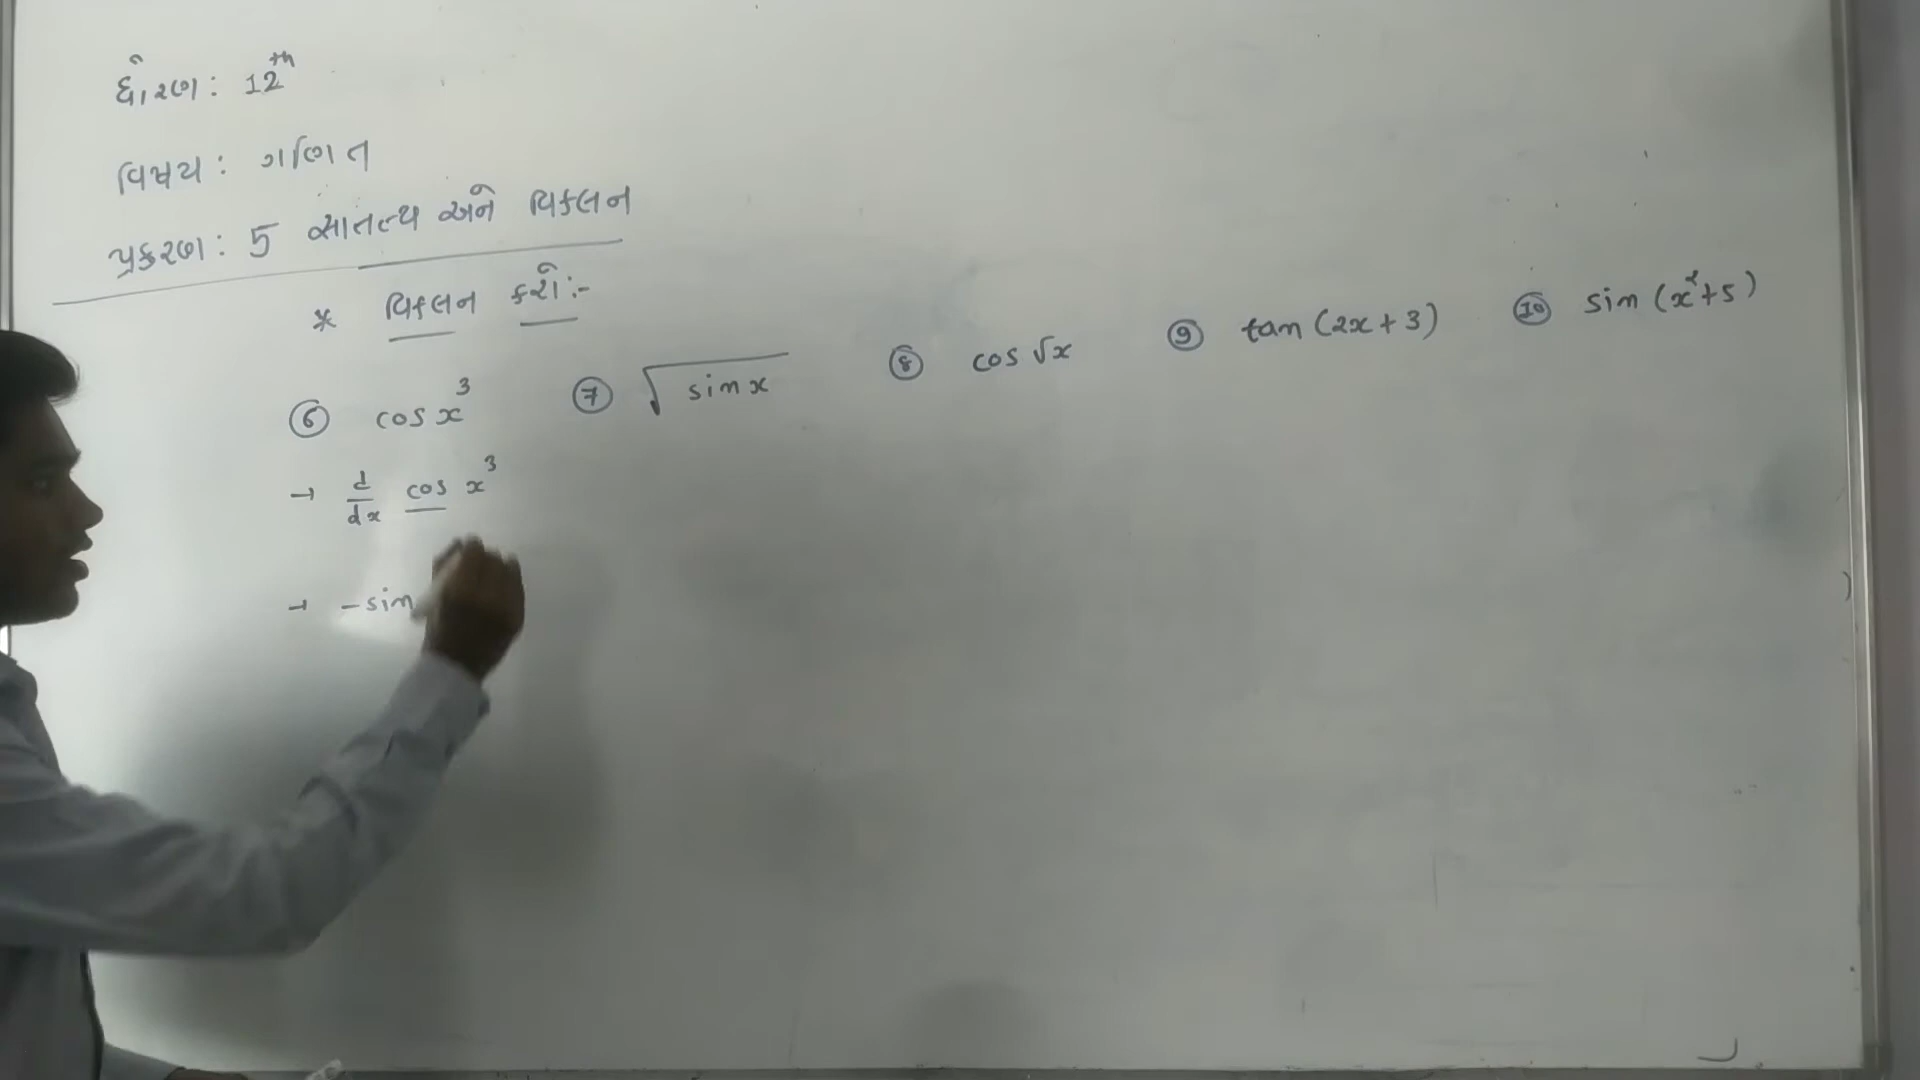 ધોરણ: 12th
વિષય: ગણિત
પ્રકરણ: 5 સાતત્ય અને વિકલન
* વિકલન કરો:-
⑥ cos x³ ⑦ √sin x ⑧ cos √x ⑨ tan (2x + 3) ⑩ sin (x² + 5)
→ d/dx cos x³
→ - sin